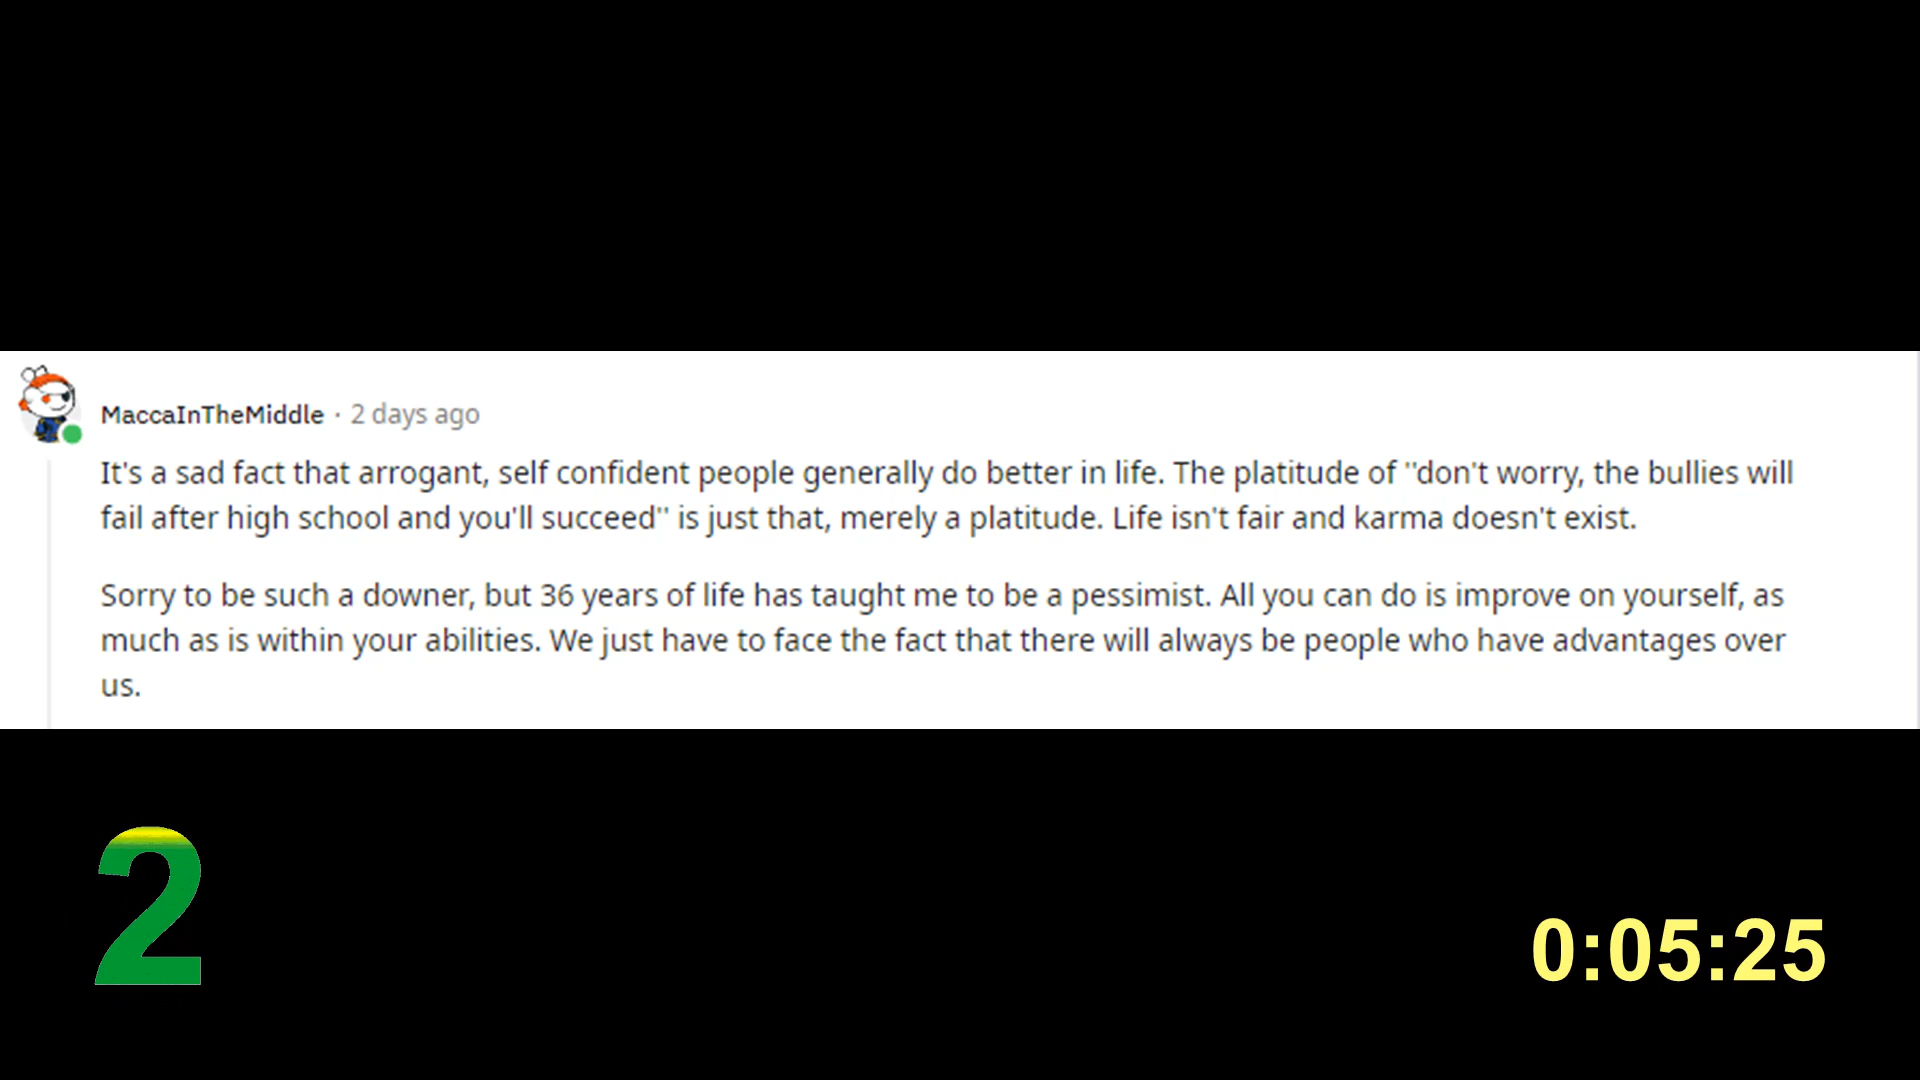 MaccaInTheMiddle · 2 days ago
It's a sad fact that arrogant, self confident people generally do better in life. The platitude of "don't worry, the bullies will
fail after high school and you'll succeed" is just that, merely a platitude. Life isn't fair and karma doesn't exist.
Sorry to be such a downer, but 36 years of life has taught me to be a pessimist. All you can do is improve on yourself, as
much as is within your abilities. We just have to face the fact that there will always be people who have advantages over
us.
2
0:05:25